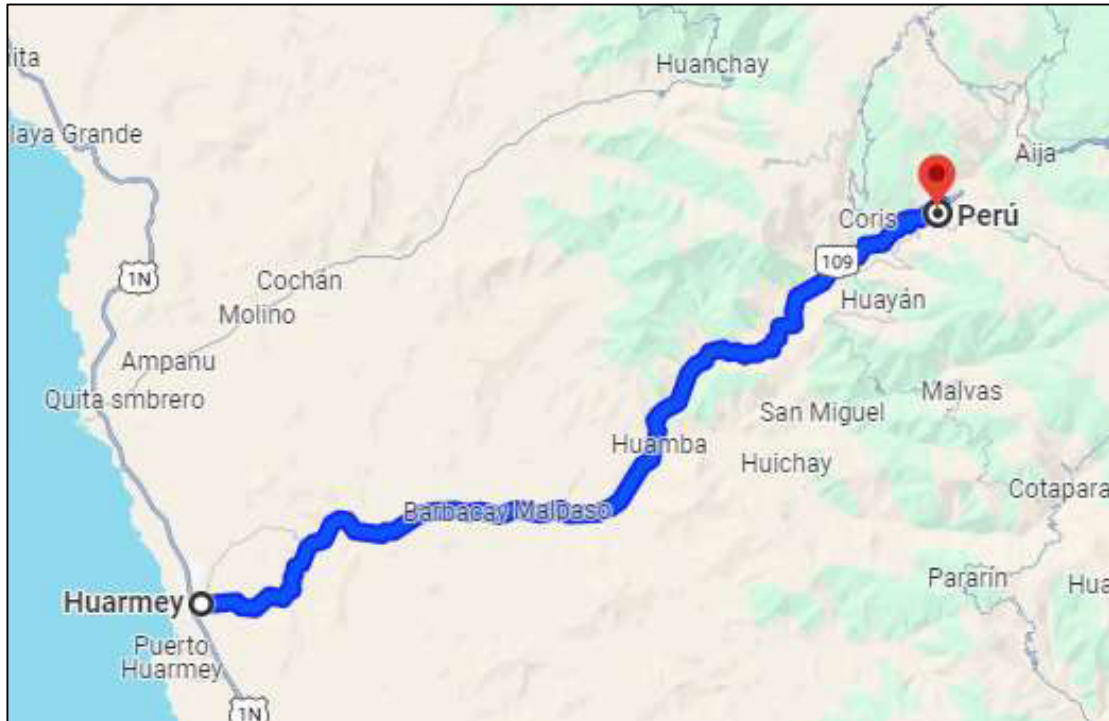 ita
Huanchay
laya Grande
Aija
Coris
Perú
1N
109
Cochán
Huayán
Molino
Ampanu
Malvas
Quita smbrero
San Miguel
Huamba
Huichay
Cotapara
Barbacay Malpaso
Pararín
Hua
Huarmey
Puerto
Huarmey
1N